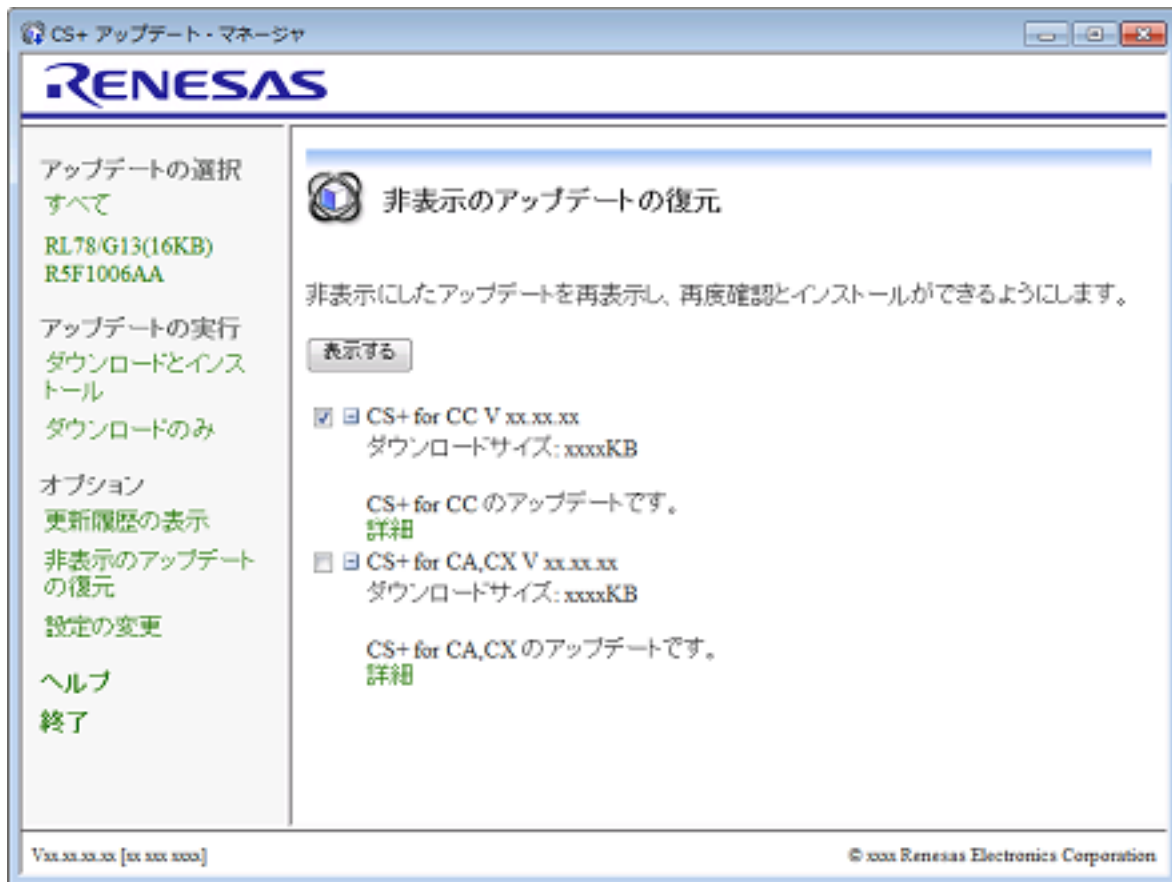 CS+ アップデート・マネージャ
RENESAS
アップデートの選択
すべて
RL78/G13(16KB)
R5F1006AA
アップデートの実行
ダウンロードとインス
トール
ダウンロードのみ
オプション
更新履歴の表示
非表示のアップデート
の復元
設定の変更
ヘルプ
終了
非表示のアップデートの復元
非表示にしたアップデートを再表示し、再度確認とインストールができるようにします。
表示する
CS+ for CC V xx.xx.xx
ダウンロードサイズ: xxxxKB
CS+ for CC のアップデートです。
詳細
CS+ for CA,CX V xx.xx.xx
ダウンロードサイズ: xxxxKB
CS+ for CA,CX のアップデートです。
詳細
Vxx.xx.xx.xx [xx xxx xxxx]
© xxxx Renesas Electronics Corporation